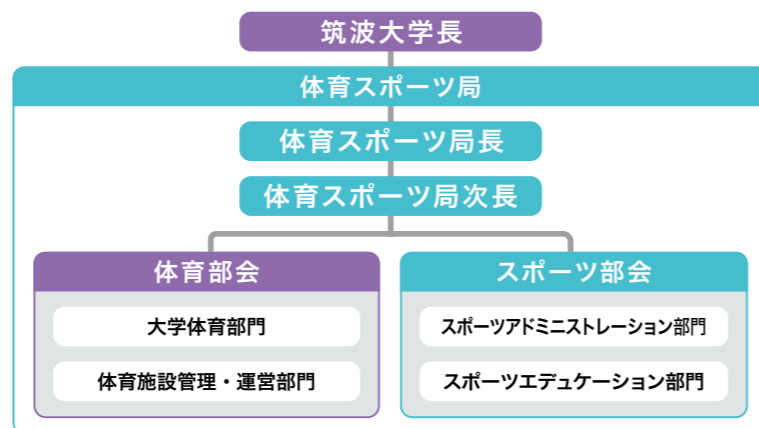 筑波大学長
体育スポーツ局
体育スポーツ局長
体育スポーツ局次長
体育部会
大学体育部門
体育施設管理・運営部門
スポーツ部会
スポーツアドミニストレーション部門
スポーツエデュケーション部門